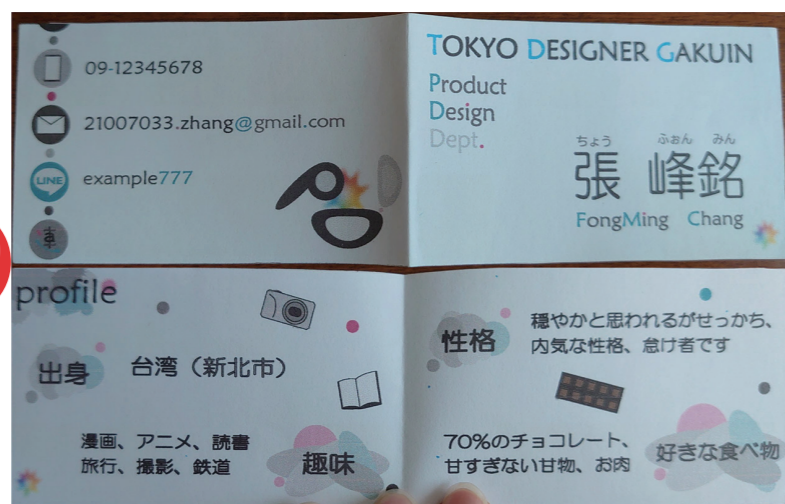 09-12345678
21007033.zhang@gmail.com
LINE
example777
TOKYO DESIGNER GAKUIN
Product
Design
Dept.
ちょう ふぉん みん
張 峰銘
FongMing Chang
profile
出身
台湾（新北市）
漫画、アニメ、読書
旅行、撮影、鉄道
趣味
性格
穏やかと思われるがせっかち、
内気な性格、怠け者です
70%のチョコレート、
甘すぎない甘物、お肉
好きな食べ物